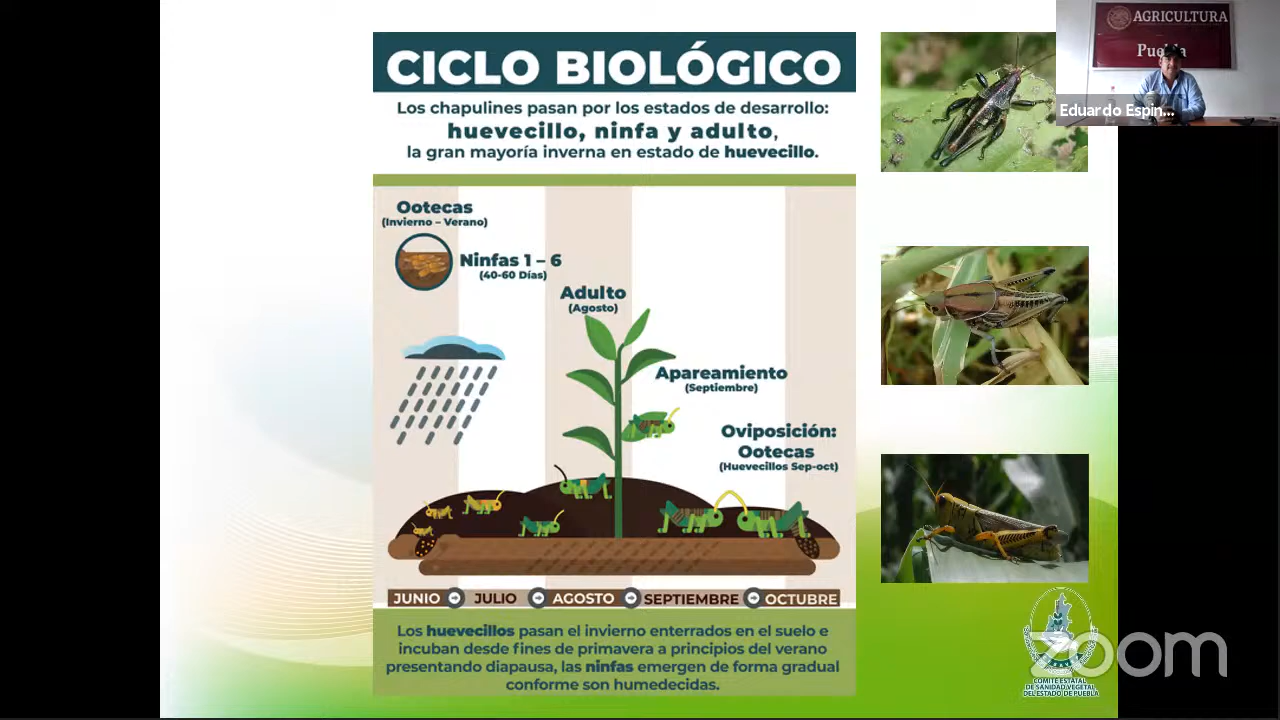 CICLO BIOLÓGICO
Los chapulines pasan por los estados de desarrollo:
huevecillo, ninfa y adulto,
la gran mayoría inverna en estado de huevecillo.
Ootecas
(Invierno – Verano)
Ninfas 1 – 6
(40-60 Días)
Adulto
(Agosto)
Apareamiento
(Septiembre)
Oviposición:
Ootecas
(Huevecillos Sep-oct)
JUNIO JULIO AGOSTO SEPTIEMBRE OCTUBRE
Los huevecillos pasan el invierno enterrados en el suelo e
incuban desde fines de primavera a principios del verano
presentando diapausa, las ninfas emergen de forma gradual
conforme son humedecidas.
AGRICULTURA
Puebla
Eduardo Espin...
zoom
COMITÉ ESTATAL
DE SANIDAD VEGETAL
DEL ESTADO DE PUEBLA